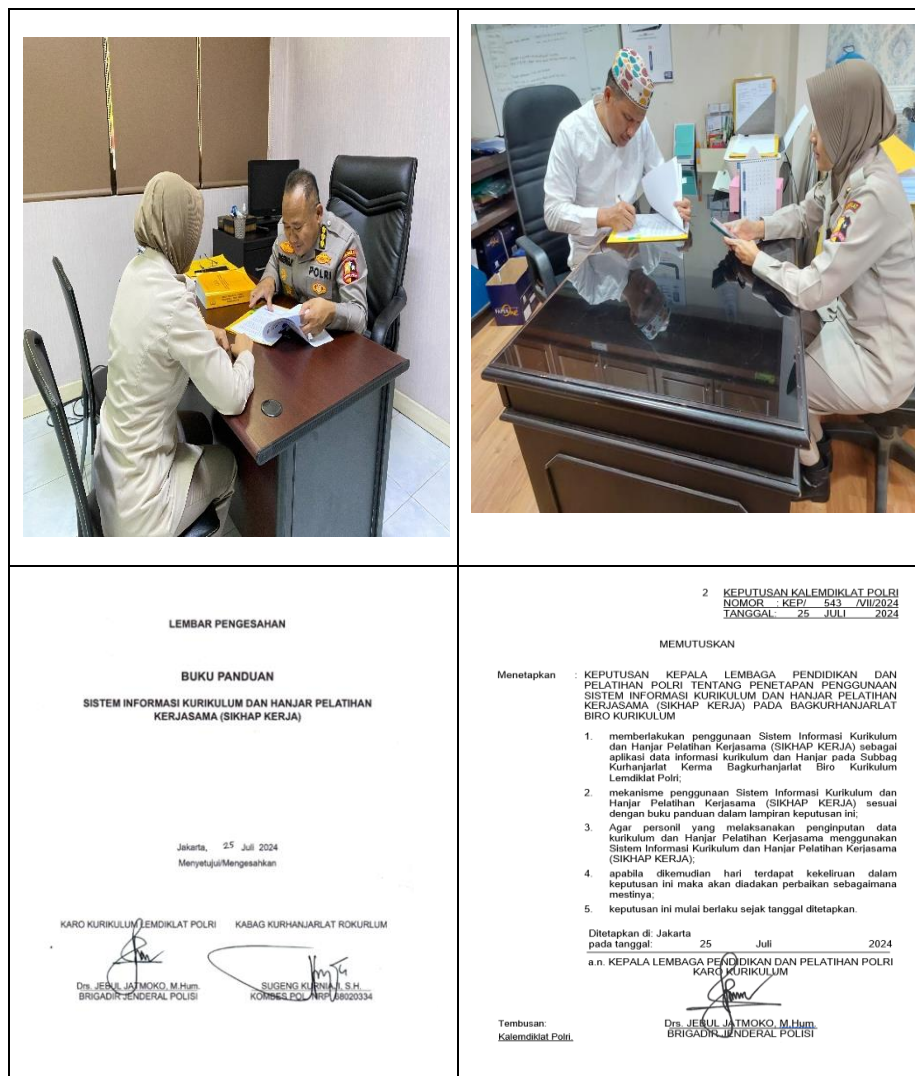 POLRI
LEMBAR PENGESAHAN
BUKU PANDUAN
SISTEM INFORMASI KURIKULUM DAN HANJAR PELATIHAN
KERJASAMA (SIKHAP KERJA)
Jakarta, 25 Juli 2024
Menyetujui/Mengesahkan
KARO KURIKULUM LEMDIKLAT POLRI
Drs. JEBUL JATMOKO, M.Hum.
BRIGADIR JENDERAL POLISI
KABAG KURHANJARLAT ROKURLUM
SUGENG KURNIAJI, S.H.
KOMBES POL NRP 68020334
2 KEPUTUSAN KALEMDIKLAT POLRI
NOMOR : KEP/ 543 /VII/2024
TANGGAL: 25 JULI 2024
MEMUTUSKAN
Menetapkan : KEPUTUSAN KEPALA LEMBAGA PENDIDIKAN DAN
PELATIHAN POLRI TENTANG PENETAPAN PENGGUNAAN
SISTEM INFORMASI KURIKULUM DAN HANJAR PELATIHAN
KERJASAMA (SIKHAP KERJA) PADA BAGKURHANJARLAT
BIRO KURIKULUM
1. memberlakukan penggunaan Sistem Informasi Kurikulum
dan Hanjar Pelatihan Kerjasama (SIKHAP KERJA) sebagai
aplikasi data informasi kurikulum dan Hanjar pada Subbag
Kurhanjarlat Kerma Bagkurhanjarlat Biro Kurikulum
Lemdiklat Polri;
2. mekanisme penggunaan Sistem Informasi Kurikulum dan
Hanjar Pelatihan Kerjasama (SIKHAP KERJA) sesuai
dengan buku panduan dalam lampiran keputusan ini;
3. Agar personil yang melaksanakan penginputan data
kurikulum dan Hanjar Pelatihan Kerjasama menggunakan
Sistem Informasi Kurikulum dan Hanjar Pelatihan Kerjasama
(SIKHAP KERJA);
4. apabila dikemudian hari terdapat kekeliruan dalam
keputusan ini maka akan diadakan perbaikan sebagaimana
mestinya;
5. keputusan ini mulai berlaku sejak tanggal ditetapkan.
Ditetapkan di: Jakarta
pada tanggal: 25 Juli 2024
a.n. KEPALA LEMBAGA PENDIDIKAN DAN PELATIHAN POLRI
KARO KURIKULUM
Drs. JEBUL JATMOKO, M.Hum.
BRIGADIR JENDERAL POLISI
Tembusan:
Kalemdiklat Polri.